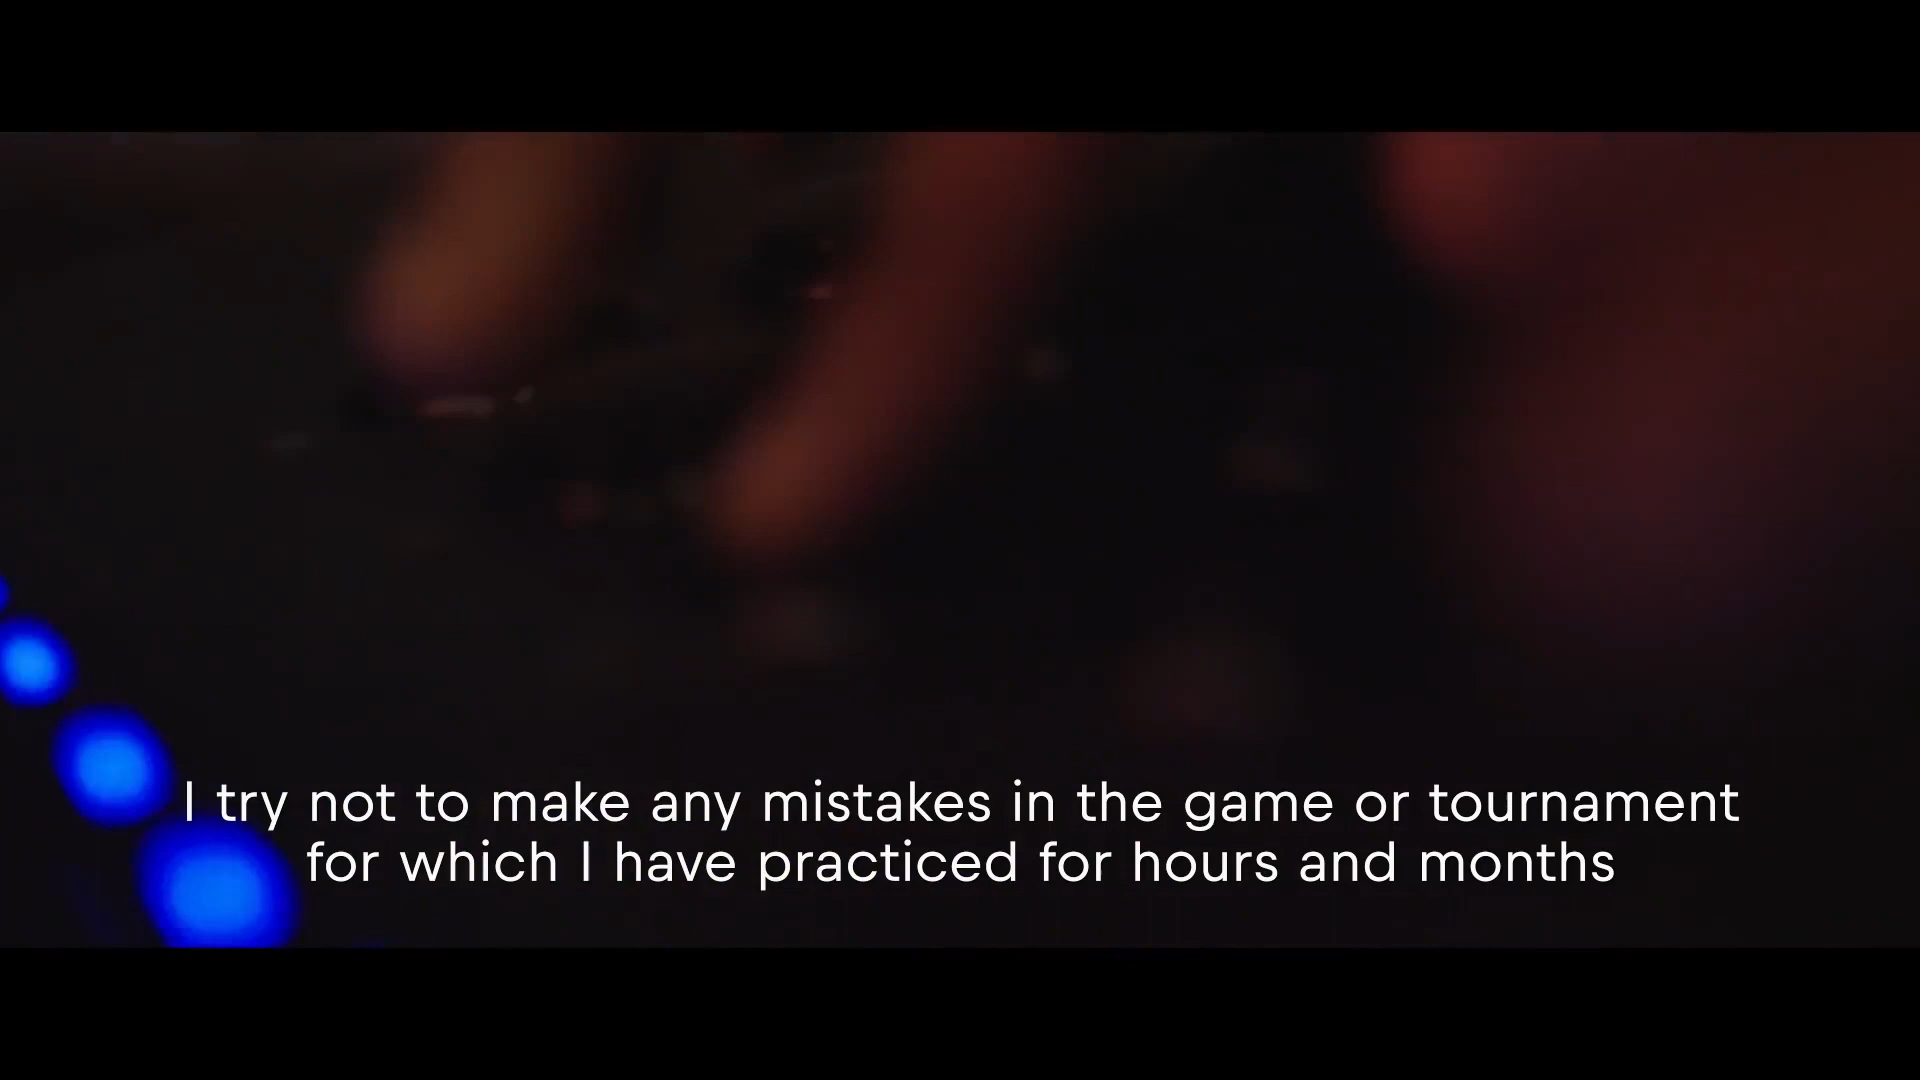 I try not to make any mistakes in the game or tournament
for which I have practiced for hours and months